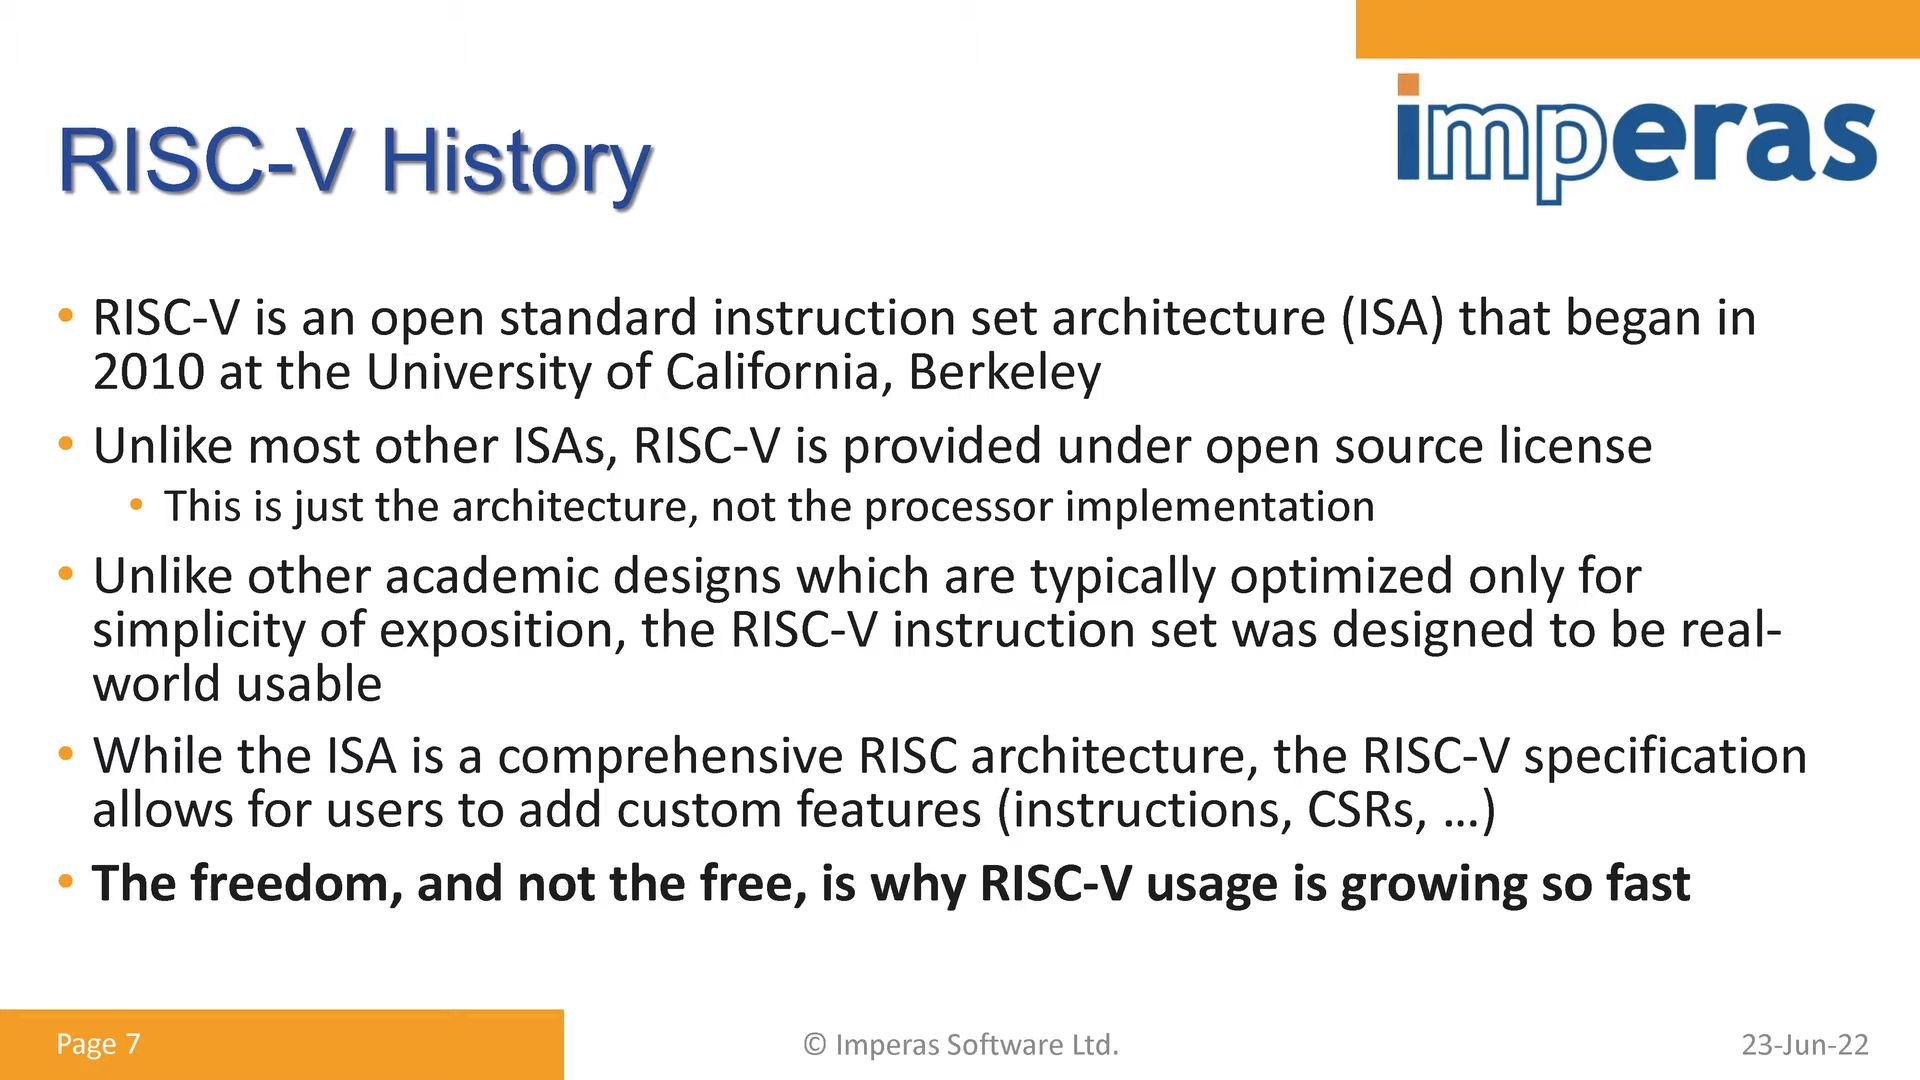 imperas
RISC-V History
• RISC-V is an open standard instruction set architecture (ISA) that began in
2010 at the University of California, Berkeley
• Unlike most other ISAs, RISC-V is provided under open source license
• This is just the architecture, not the processor implementation
• Unlike other academic designs which are typically optimized only for
simplicity of exposition, the RISC-V instruction set was designed to be real-
world usable
• While the ISA is a comprehensive RISC architecture, the RISC-V specification
allows for users to add custom features (instructions, CSRs, …)
• The freedom, and not the free, is why RISC-V usage is growing so fast
Page 7
© Imperas Software Ltd.
23-Jun-22